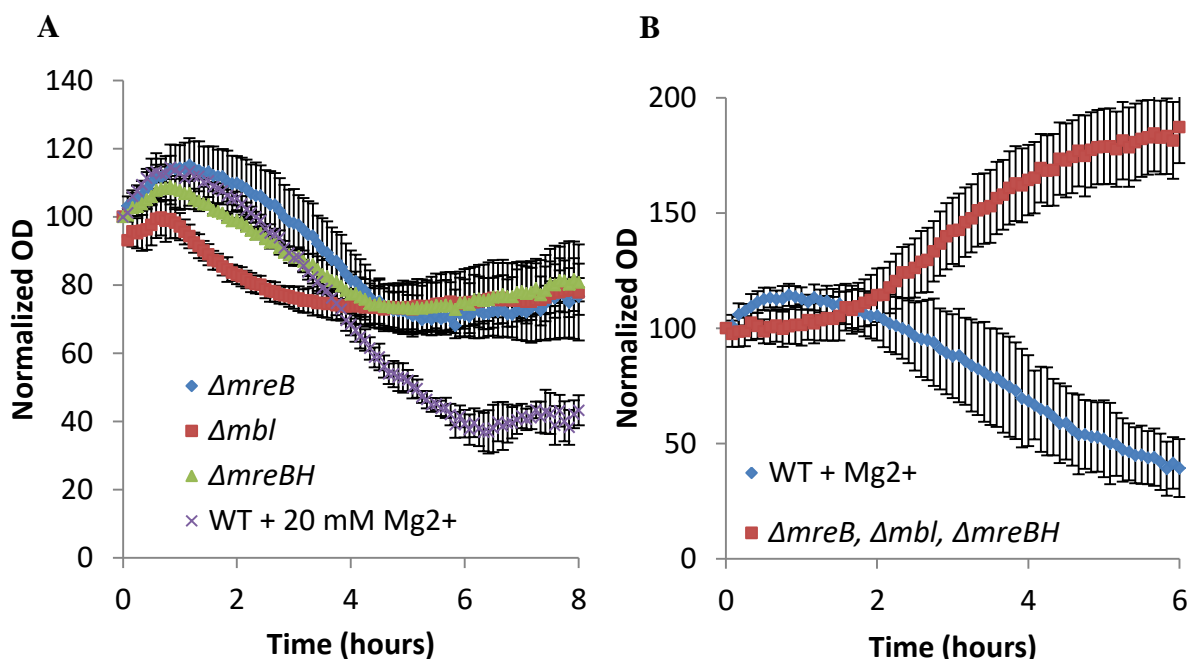 A
Normalized OD
140
120
100
80
60
40
20
0
ΔmreB
Δmbl
ΔmreBH
WT + 20 mM Mg2+
0 2 4 6 8
Time (hours)
B
Normalized OD
200
150
100
50
0
WT + Mg2+
ΔmreB, Δmbl, ΔmreBH
0 2 4 6
Time (hours)